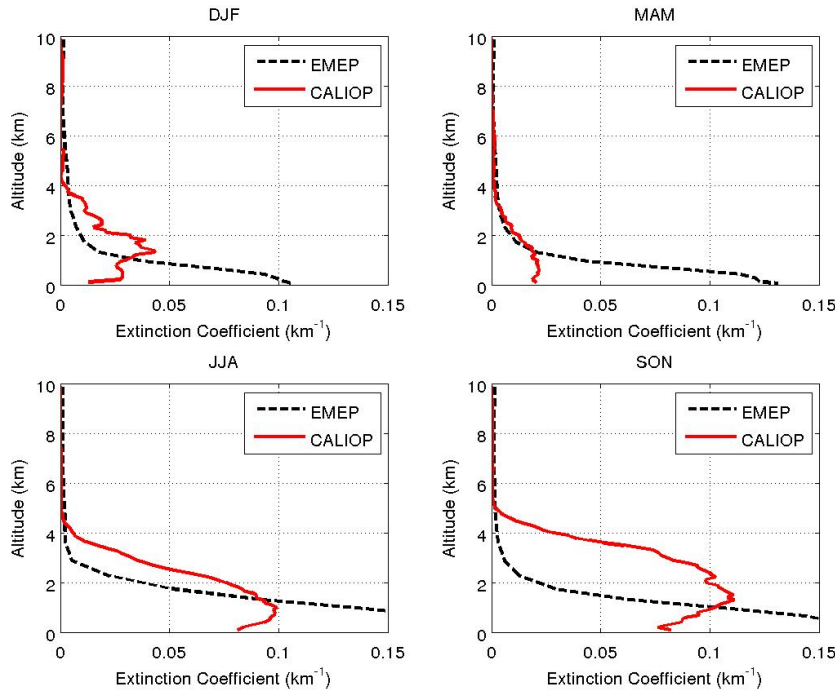 DJF
10
8
6
4
2
0
Altitude (km)
EMEP
CALIOP
0 0.05 0.1 0.15
Extinction Coefficient (km⁻¹)
MAM
10
8
6
4
2
0
Altitude (km)
EMEP
CALIOP
0 0.05 0.1 0.15
Extinction Coefficient (km⁻¹)
JJA
10
8
6
4
2
0
Altitude (km)
EMEP
CALIOP
0 0.05 0.1 0.15
Extinction Coefficient (km⁻¹)
SON
10
8
6
4
2
0
Altitude (km)
EMEP
CALIOP
0 0.05 0.1 0.15
Extinction Coefficient (km⁻¹)